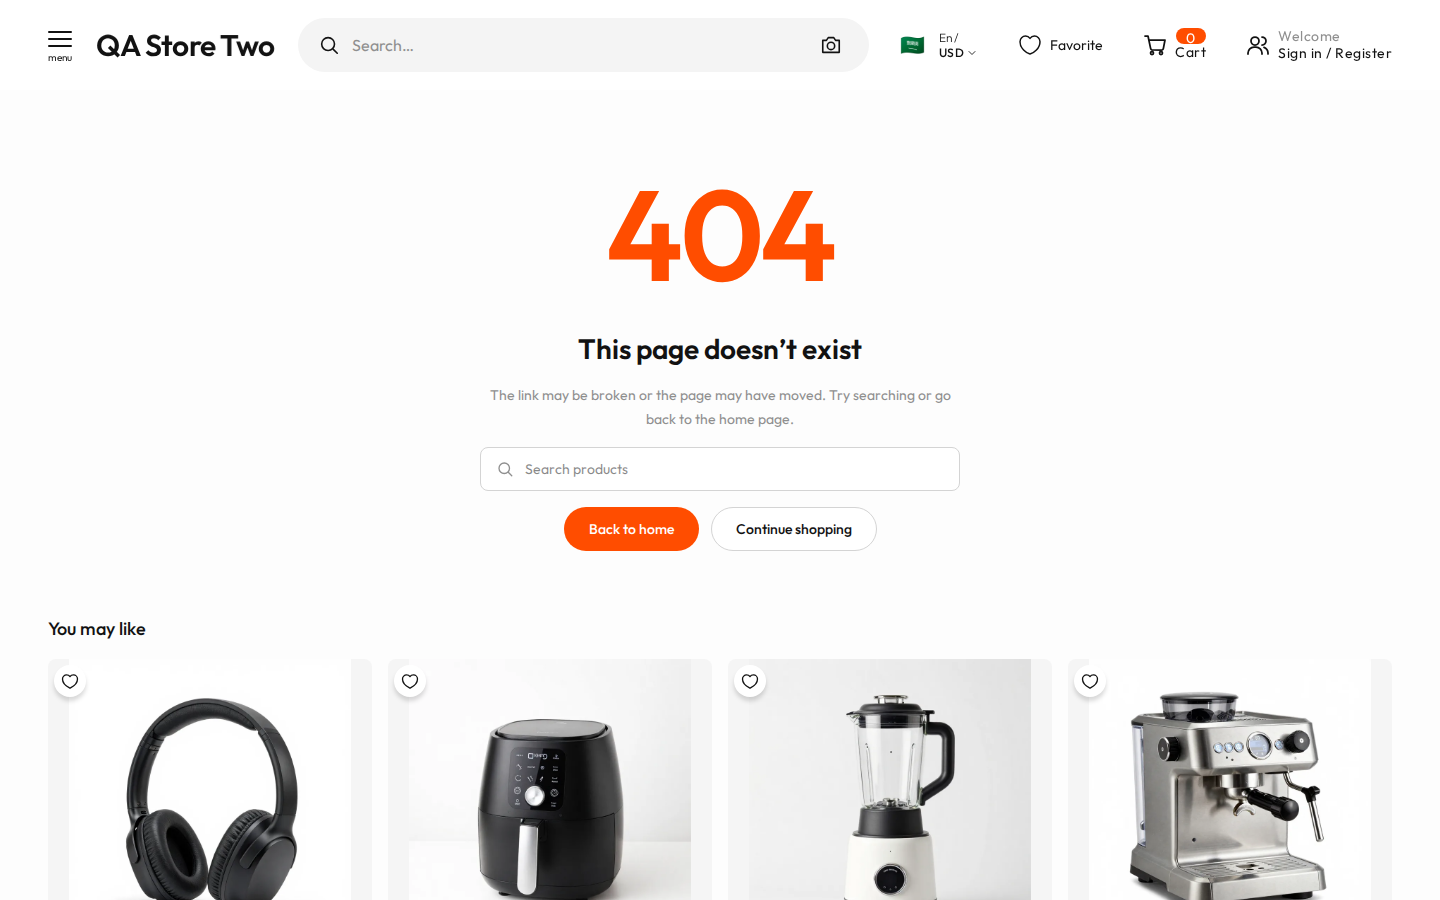 menu
QA Store Two
Search...
En/
USD
Favorite
0
Cart
Welcome
Sign in / Register
404
This page doesn’t exist
The link may be broken or the page may have moved. Try searching or go
back to the home page.
Search products
Back to home
Continue shopping
You may like